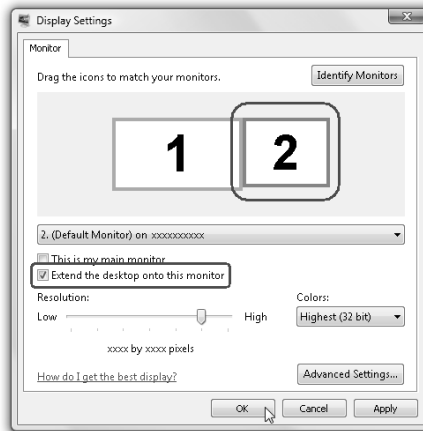 Display Settings
Monitor
Drag the icons to match your monitors.
Identify Monitors
1
2
2. (Default Monitor) on xxxxxxxxxx
This is my main monitor
Extend the desktop onto this monitor
Resolution:
Colors:
Low
High
Highest (32 bit)
xxxx by xxxx pixels
How do I get the best display?
Advanced Settings...
OK
Cancel
Apply